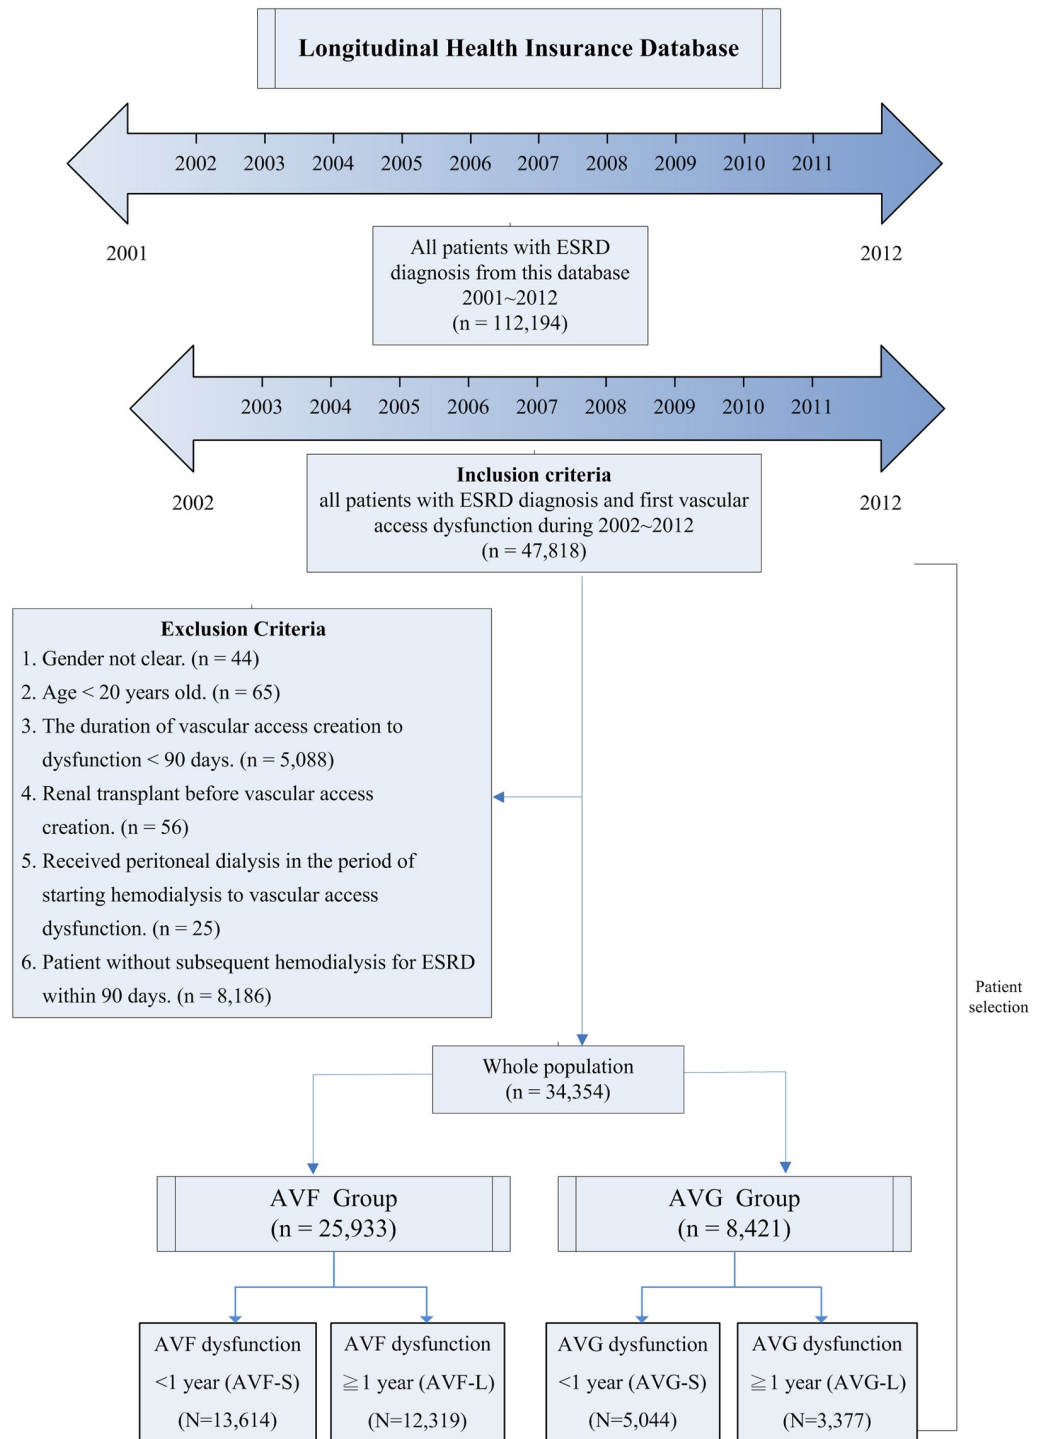 Longitudinal Health Insurance Database
2002 2003 2004 2005 2006 2007 2008 2009 2010 2011
2001 2012
All patients with ESRD
diagnosis from this database
2001~2012
(n = 112,194)
2003 2004 2005 2006 2007 2008 2009 2010 2011
2002 2012
Inclusion criteria
all patients with ESRD diagnosis and first vascular
access dysfunction during 2002~2012
(n = 47,818)
Exclusion Criteria
1. Gender not clear. (n = 44)
2. Age < 20 years old. (n = 65)
3. The duration of vascular access creation to
dysfunction < 90 days. (n = 5,088)
4. Renal transplant before vascular access
creation. (n = 56)
5. Received peritoneal dialysis in the period of
starting hemodialysis to vascular access
dysfunction. (n = 25)
6. Patient without subsequent hemodialysis for ESRD
within 90 days. (n = 8,186)
Patient
selection
Whole population
(n = 34,354)
AVF Group
(n = 25,933)
AVG Group
(n = 8,421)
AVF dysfunction
<1 year (AVF-S)
(N=13,614)
AVF dysfunction
≧1 year (AVF-L)
(N=12,319)
AVG dysfunction
<1 year (AVG-S)
(N=5,044)
AVG dysfunction
≧1 year (AVG-L)
(N=3,377)